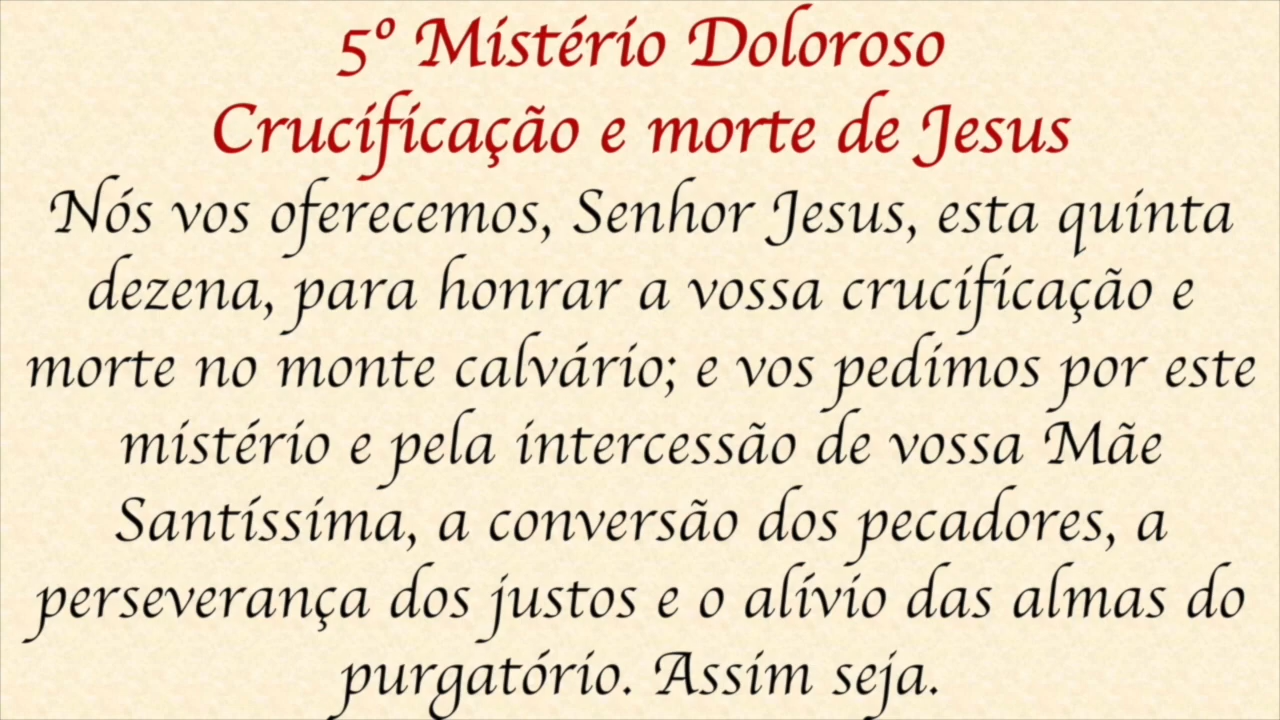 5º Mistério Doloroso
Crucificação e morte de Jesus
Nós vos oferecemos, Senhor Jesus, esta quinta
dezena, para honrar a vossa crucificação e
morte no monte calvário; e vos pedimos por este
mistério e pela intercessão de vossa Mãe
Santíssima, a conversão dos pecadores, a
perseverança dos justos e o alívio das almas do
purgatório. Assim seja.